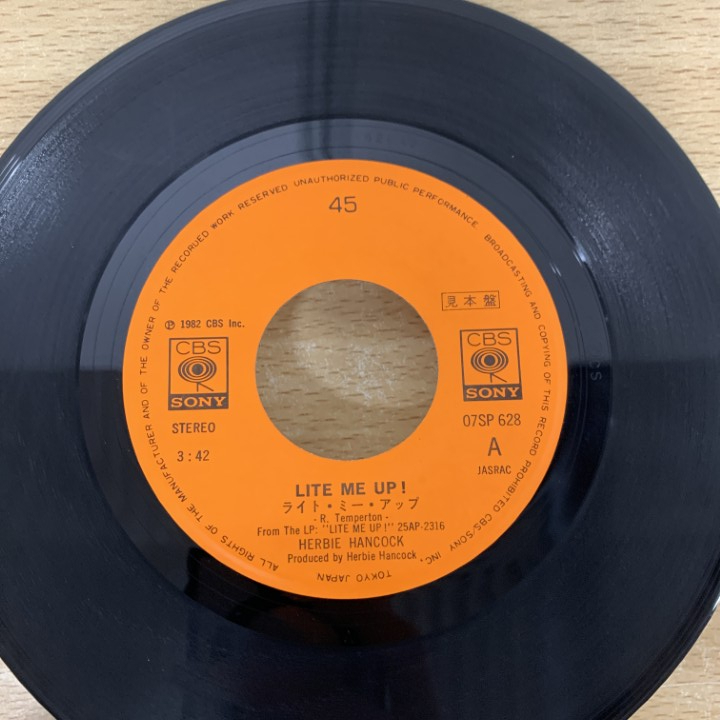 ALL RIGHTS OF THE MANUFACTURER AND OF THE OWNER OF THE RECORDED WORK RESERVED UNAUTHORIZED PUBLIC PERFORMANCE BROADCASTING AND COPYING OF THIS RECORD PROHIBITED CBS/SONY INC. TOKYO JAPAN
45
見本盤
℗ 1982 CBS Inc.
CBS
SONY
CBS
SONY
STEREO
07SP 628
3:42
A
JASRAC
LITE ME UP!
ライト・ミー・アップ
- R. Temperton -
From The LP: "LITE ME UP!" 25AP-2316
HERBIE HANCOCK
Produced by Herbie Hancock